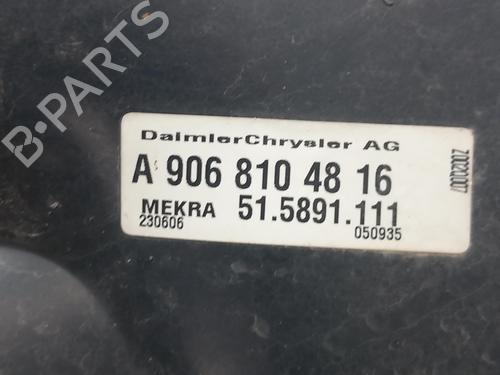 DaimlerChrysler AG
A 906 810 48 16
MEKRA 51.5891.111
230606 050935
B-PARTS